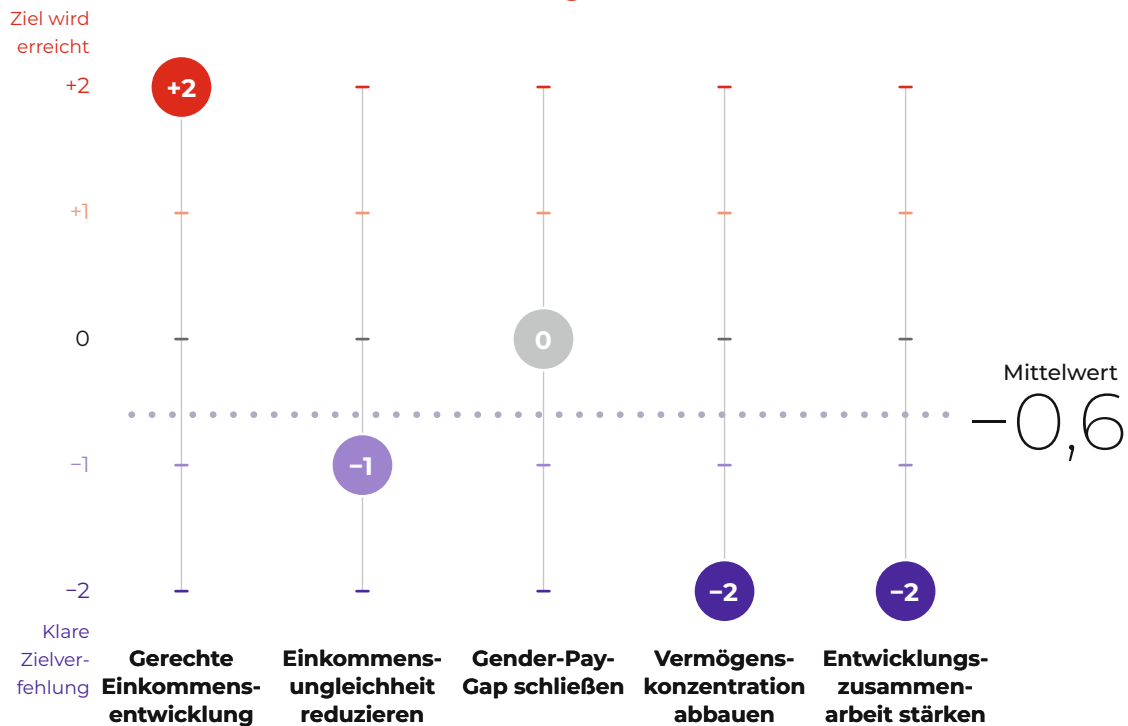 Ziel wird
erreicht
+2
+2
+1
0
0
Mittelwert
−0,6
−1
−1
−2
−2
−2
Klare
Zielver-
fehlung
Gerechte
Einkommens-
entwicklung
Einkommens-
ungleichheit
reduzieren
Gender-Pay-
Gap schließen
Vermögens-
konzentration
abbauen
Entwicklungs-
zusammen-
arbeit stärken